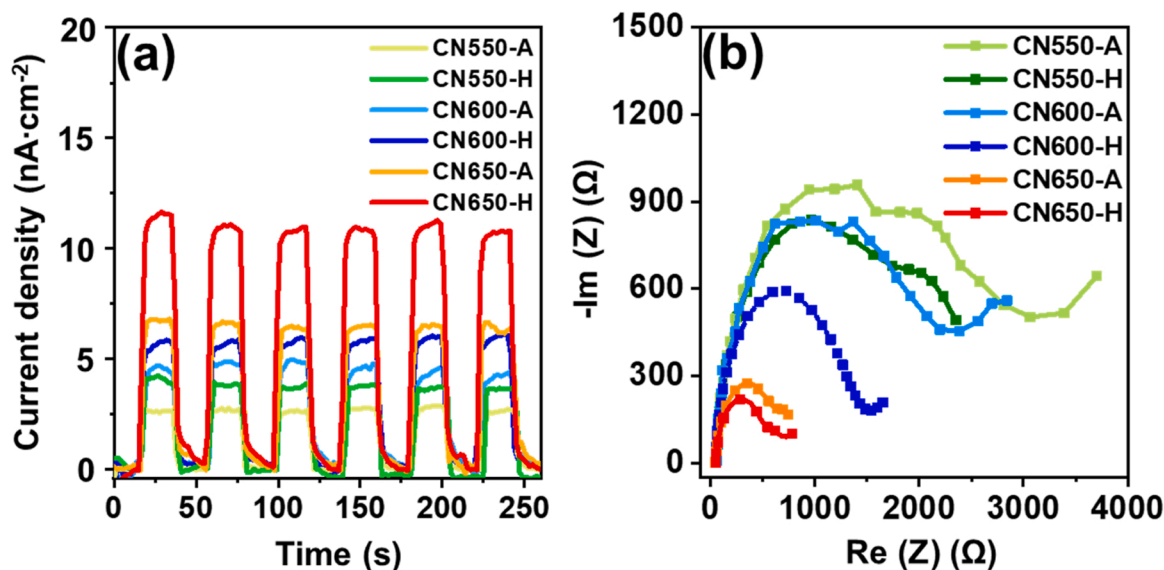 (a)
20
15
10
5
0
Current density (nA·cm⁻²)
CN550-A
CN550-H
CN600-A
CN600-H
CN650-A
CN650-H
0 50 100 150 200 250
Time (s)
(b)
1500
1200
900
600
300
0
-Im (Z) (Ω)
CN550-A
CN550-H
CN600-A
CN600-H
CN650-A
CN650-H
0 1000 2000 3000 4000
Re (Z) (Ω)